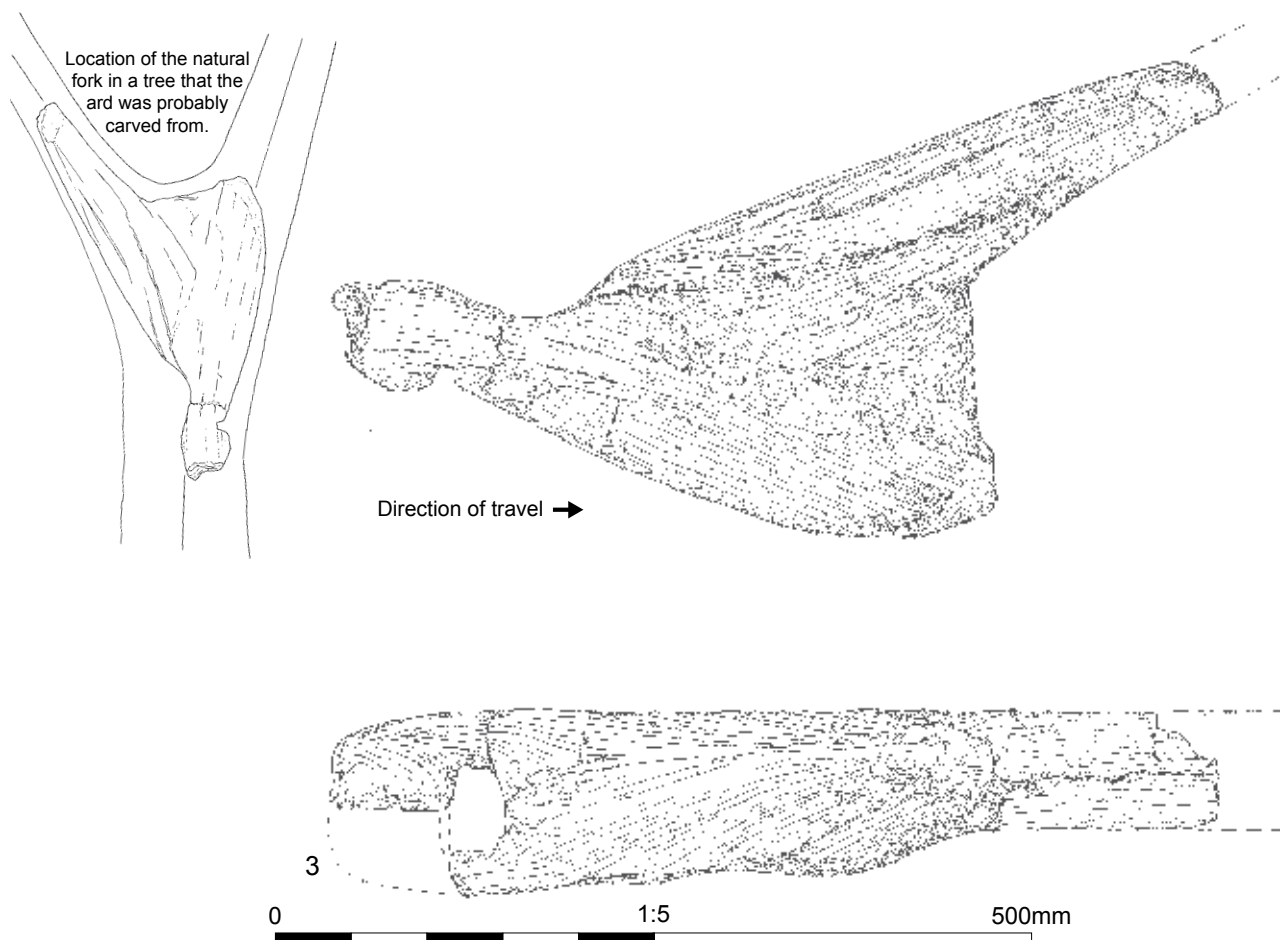 Location of the natural
fork in a tree that the
ard was probably
carved from.
Direction of travel
3
0 1:5 500mm